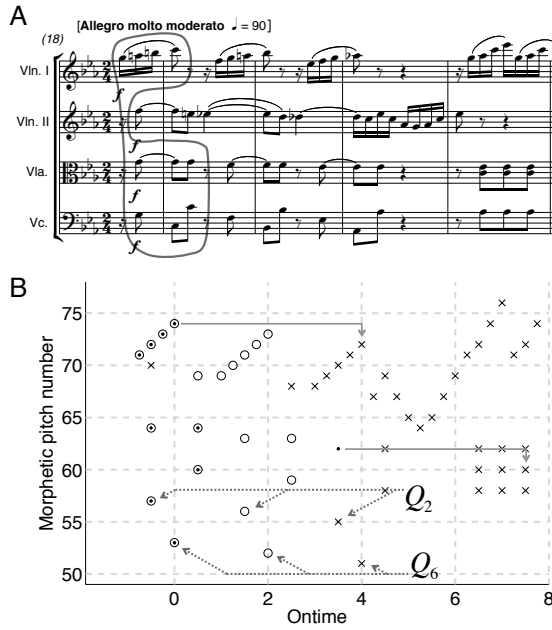 A
(18)
[Allegro molto moderato ♩ = 90]
Vln. I
f
Vln. II
f
Vla.
f
Vc.
f
B
75
70
65
60
55
50
Morphetic pitch number
Q2
Q6
0 2 4 6 8
Ontime